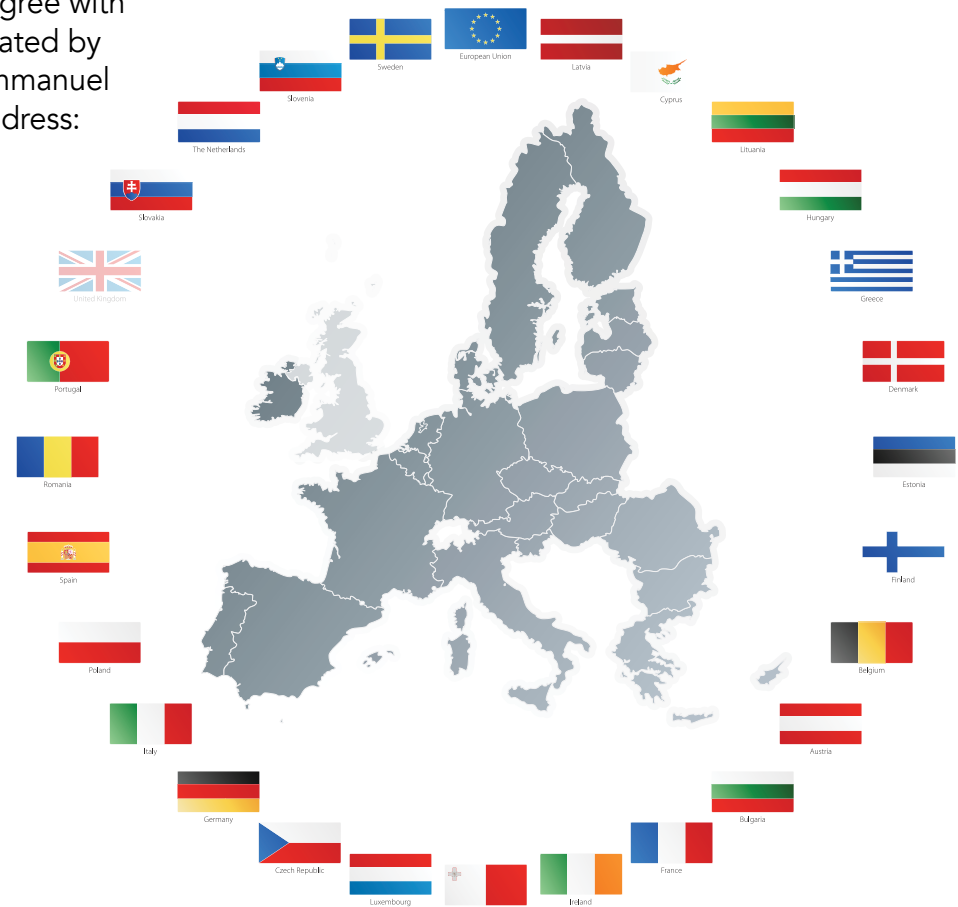 gree with
ated by
mmanuel
dress:
European Union
Sweden
Latvia
Slovenia
Cyprus
The Netherlands
Lituania
Slovakia
Hungary
United Kingdom
Greece
Portugal
Denmark
Romania
Estonia
Spain
Finland
Poland
Belgium
Italy
Austria
Germany
Bulgaria
Czech Republic
France
Luxembourg
Ireland